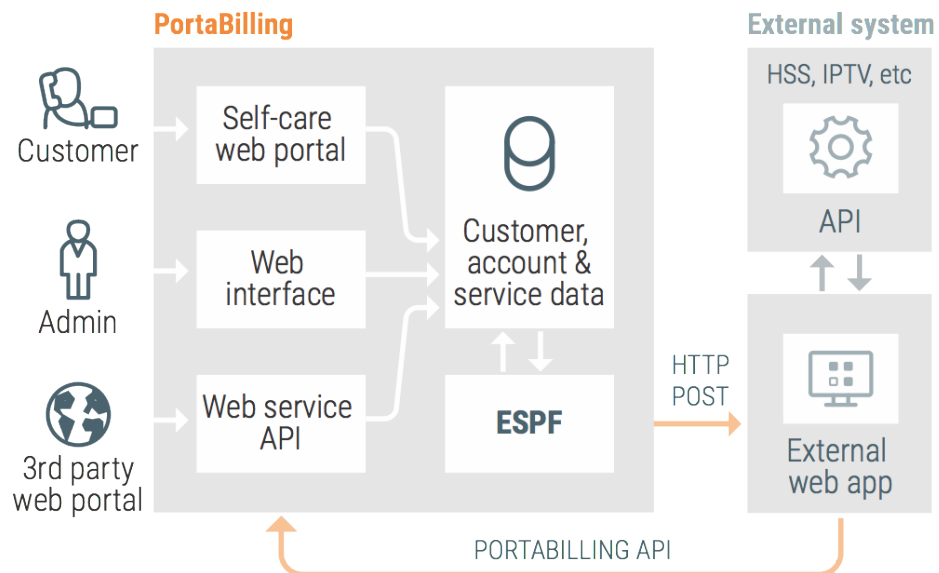 PortaBilling
External system
Customer
Self-care
web portal
Admin
Web
interface
3rd party
web portal
Web service
API
Customer,
account &
service data
ESPF
HTTP
POST
HSS, IPTV, etc
API
External
web app
PORTABILLING API